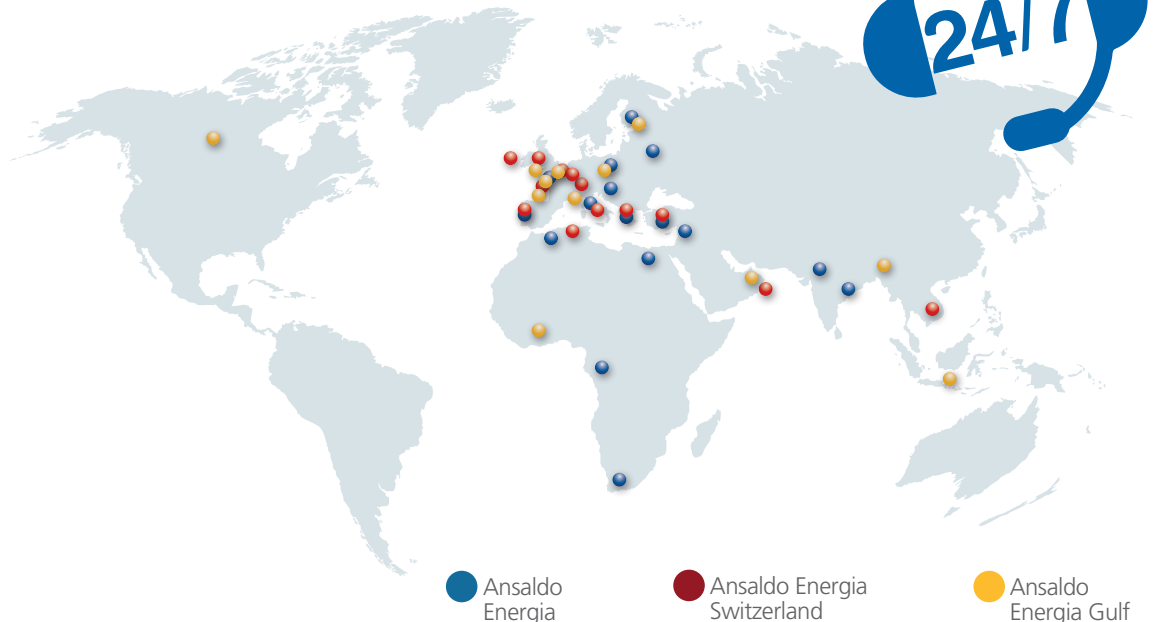 24/7
Ansaldo
Energia
Ansaldo Energia
Switzerland
Ansaldo
Energia Gulf